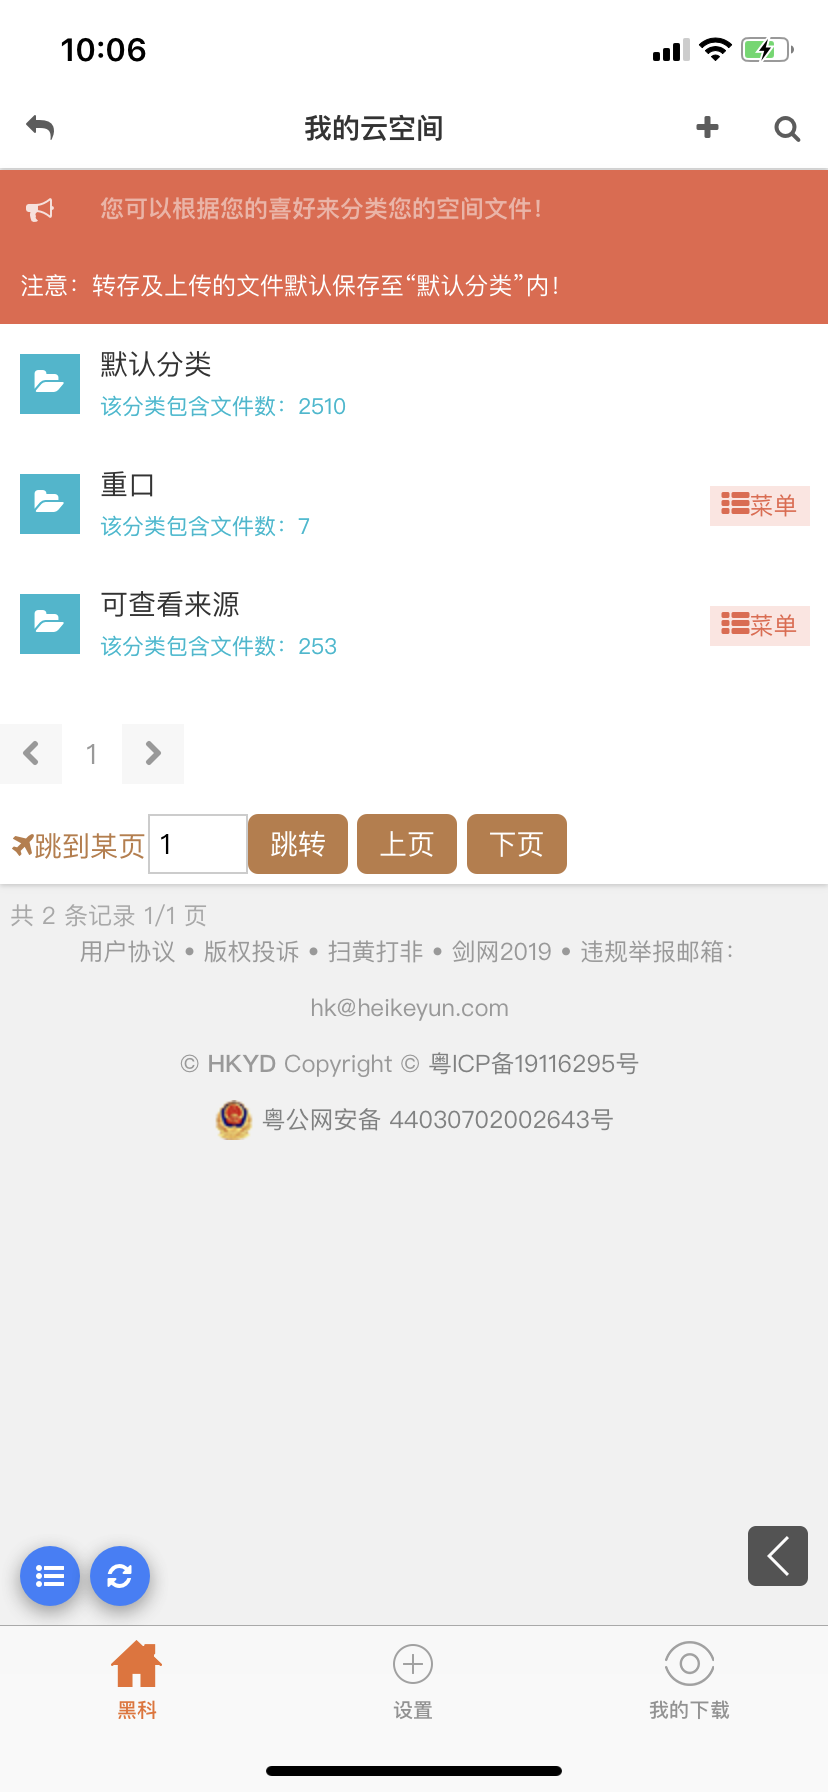 10:06
我的云空间
您可以根据您的喜好来分类您的空间文件！
注意：转存及上传的文件默认保存至“默认分类”内！
默认分类
该分类包含文件数：2510
重口
该分类包含文件数：7
菜单
可查看来源
该分类包含文件数：253
菜单
1
跳到某页 1 跳转 上页 下页
共 2 条记录 1/1 页
用户协议 • 版权投诉 • 扫黄打非 • 剑网2019 • 违规举报邮箱：
hk@heikeyun.com
© HKYD Copyright © 粤ICP备19116295号
粤公网安备 44030702002643号
黑科 设置 我的下载